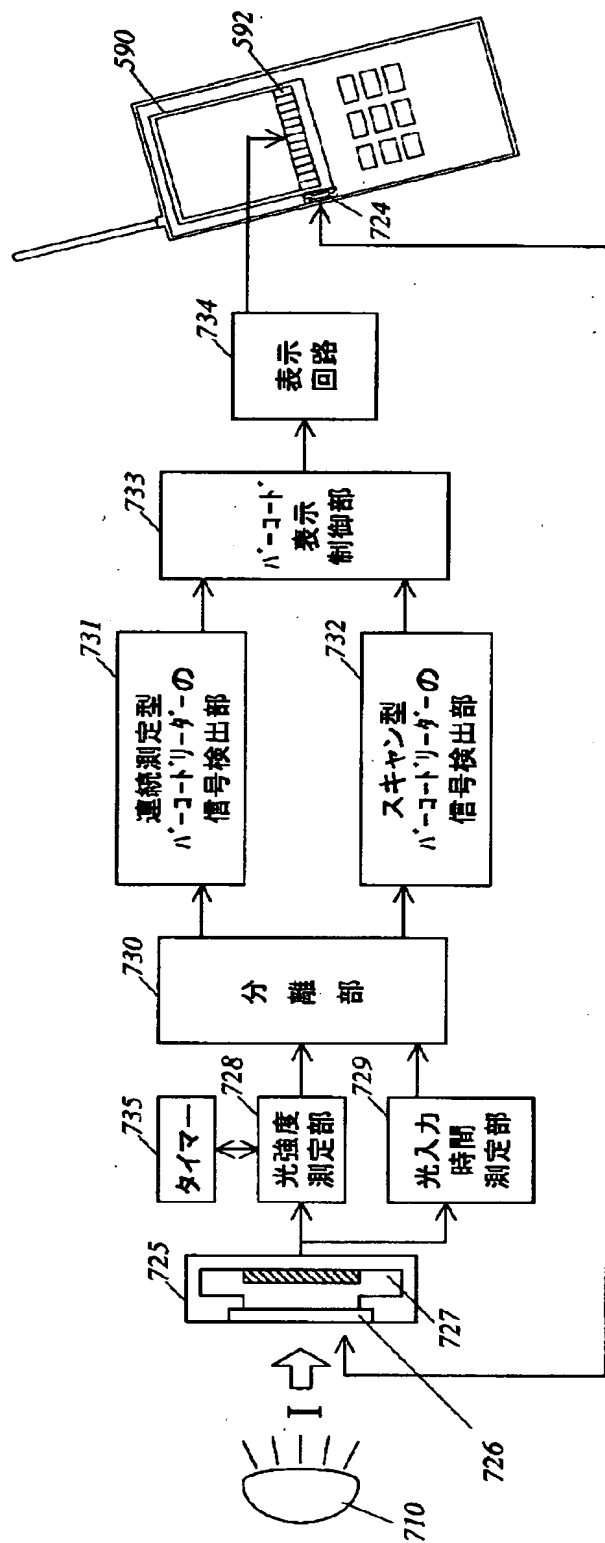 590
592
724
734
表示
回路
733
バーコード
表示
制御部
731
連続測定型
バーコードリーダーの
信号検出部
732
スキャン型
バーコードリーダーの
信号検出部
730
分離部
735
タイマー
728
光強度
測定部
729
光入力
時間
測定部
725
727
726
I
710